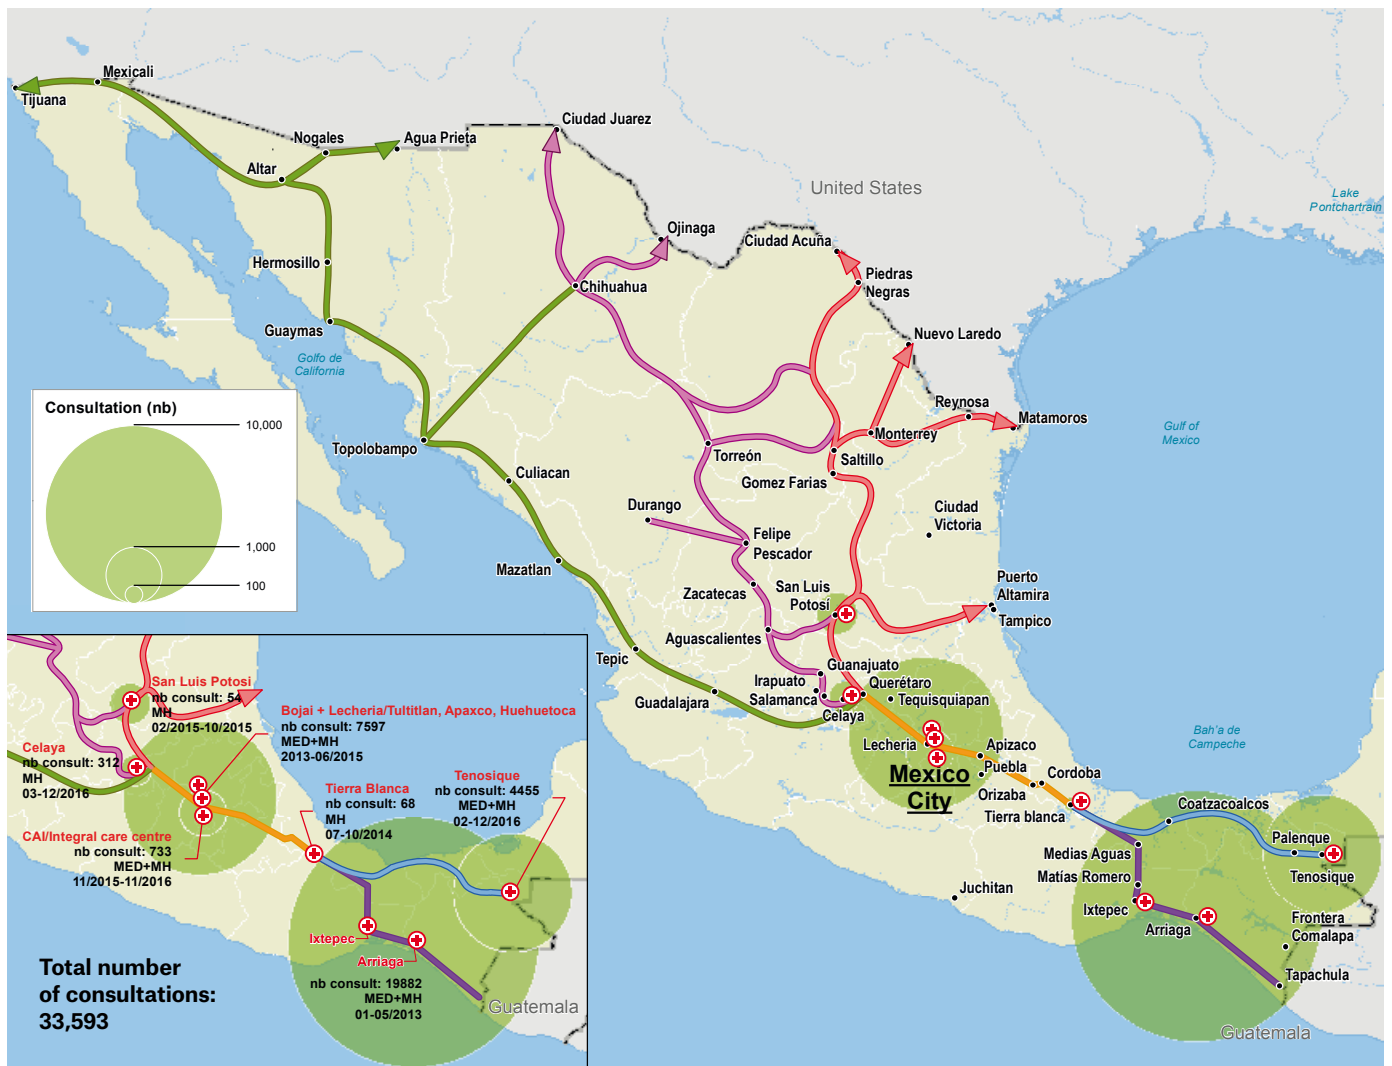 Mexicali
Tijuana
Nogales
Agua Prieta
Altar
Ciudad Juarez
United States
Lake
Pontchartrain
Ojinaga
Ciudad Acuña
Hermosillo
Chihuahua
Piedras
Negras
Guaymas
Golfo de
California
Nuevo Laredo
Consultation (nb)
10,000
1,000
100
Reynosa
Matamoros
Gulf of
Mexico
Monterrey
Topolobampo
Torreón
Saltillo
Culiacan
Gomez Farias
Durango
Ciudad
Victoria
Felipe
Pescador
Mazatlan
Zacatecas
San Luis
Potosí
Puerto
Altamira
Tampico
Aguascalientes
Tepic
Guanajuato
Irapuato
Querétaro
Guadalajara
Salamanca
Tequisquiapan
Celaya
Lecheria
Apizaco
Puebla
Mexico
City
Cordoba
Orizaba
Tierra blanca
Bah'a de
Campeche
Coatzacoalcos
Medias Aguas
Palenque
Matías Romero
Tenosique
Juchitan
Ixtepec
Arriaga
Frontera
Comalapa
Tapachula
Guatemala
San Luis Potosi
nb consult: 54
MH
02/2015-10/2015
Bojai + Lecheria/Tultitlan, Apaxco, Huehuetoca
nb consult: 7597
MED+MH
2013-06/2015
Celaya
nb consult: 312
MH
03-12/2016
Tierra Blanca
nb consult: 68
MH
07-10/2014
Tenosique
nb consult: 4455
MED+MH
02-12/2016
CAI/Integral care centre
nb consult: 733
MED+MH
11/2015-11/2016
Ixtepec
Arriaga
nb consult: 19882
MED+MH
01-05/2013
Guatemala
Total number
of consultations:
33,593